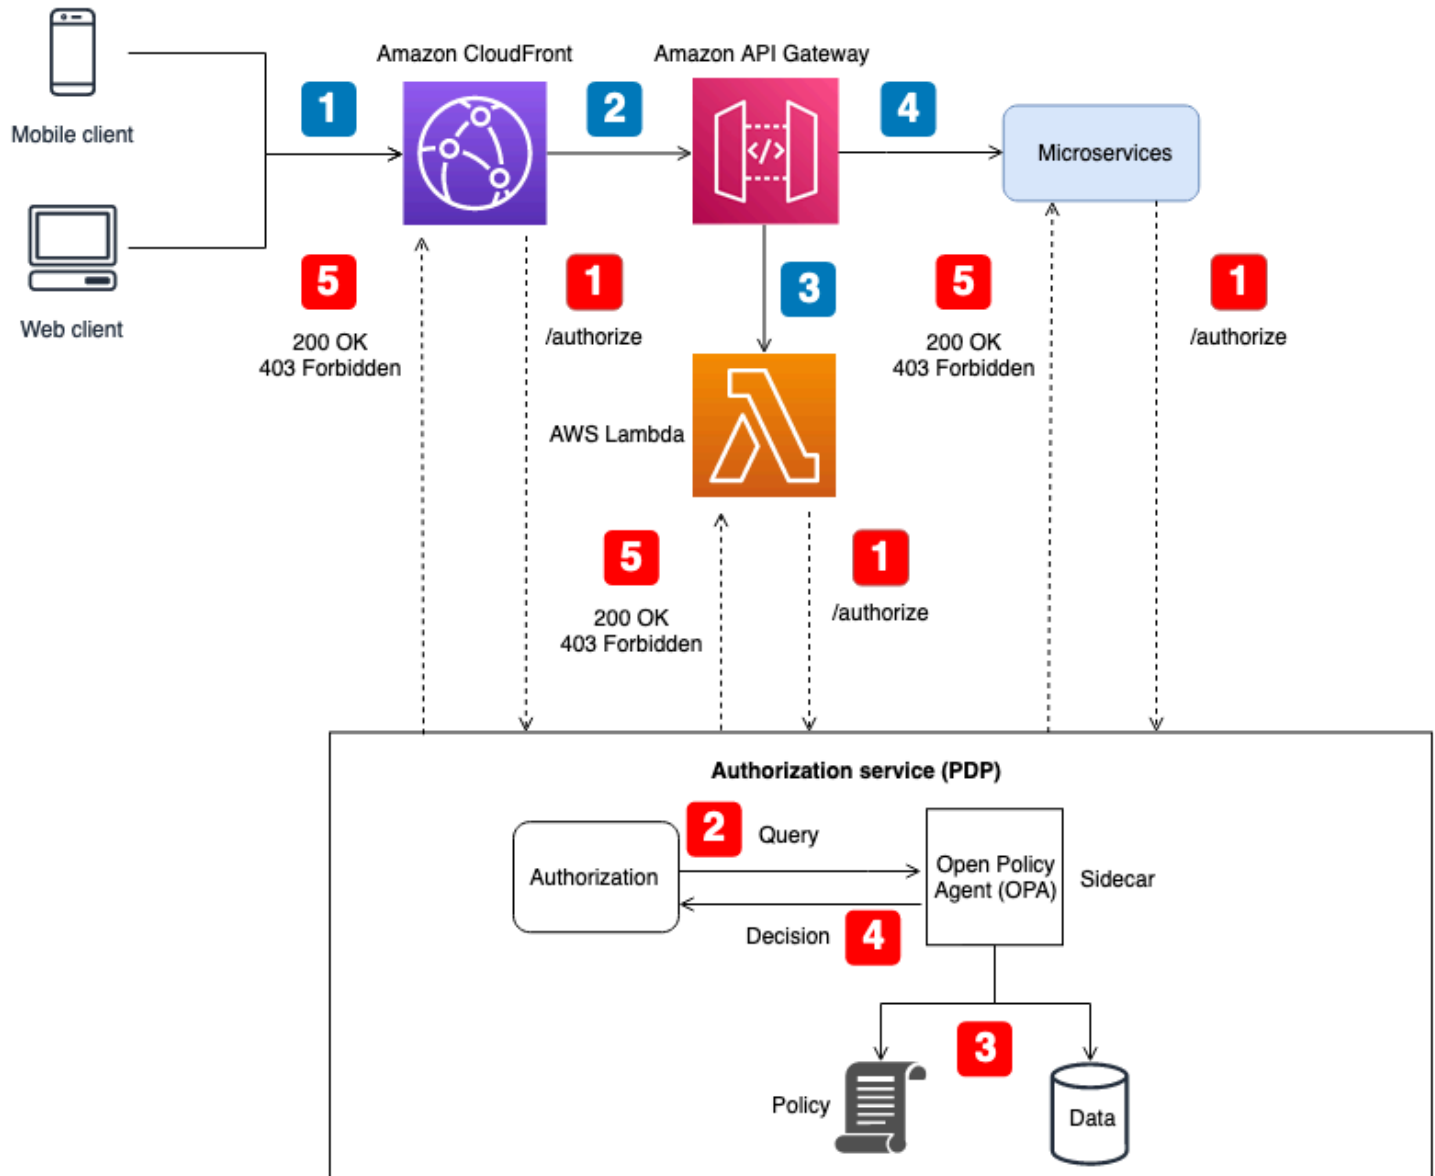 Amazon CloudFront
Amazon API Gateway
1
2
4
Mobile client
Microservices
</>
5
1
3
5
1
Web client
200 OK
403 Forbidden
/authorize
200 OK
403 Forbidden
/authorize
AWS Lambda
5
1
200 OK
403 Forbidden
/authorize
Authorization service (PDP)
2
Query
Authorization
Open Policy
Agent (OPA)
Sidecar
Decision
4
3
Policy
Data